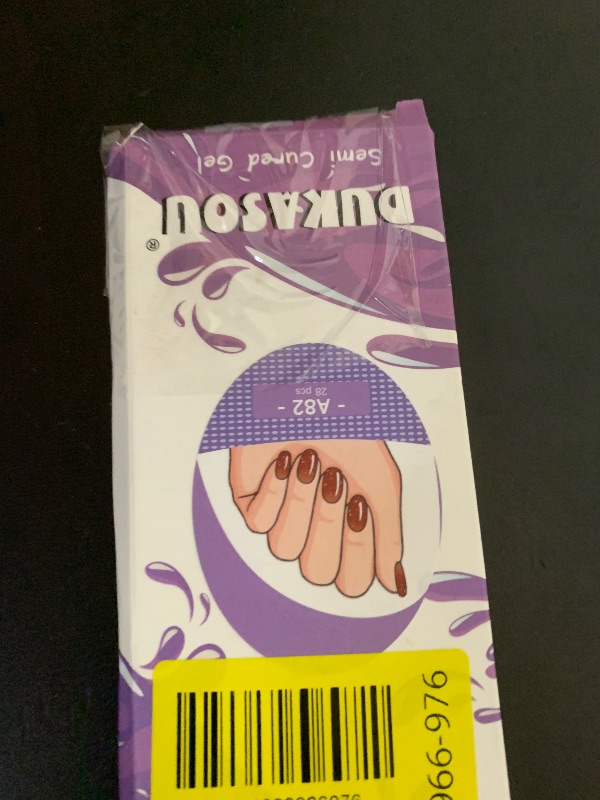 Semi Cured Gel
DUKASOU
®
- A82 -
28 pcs
966-976